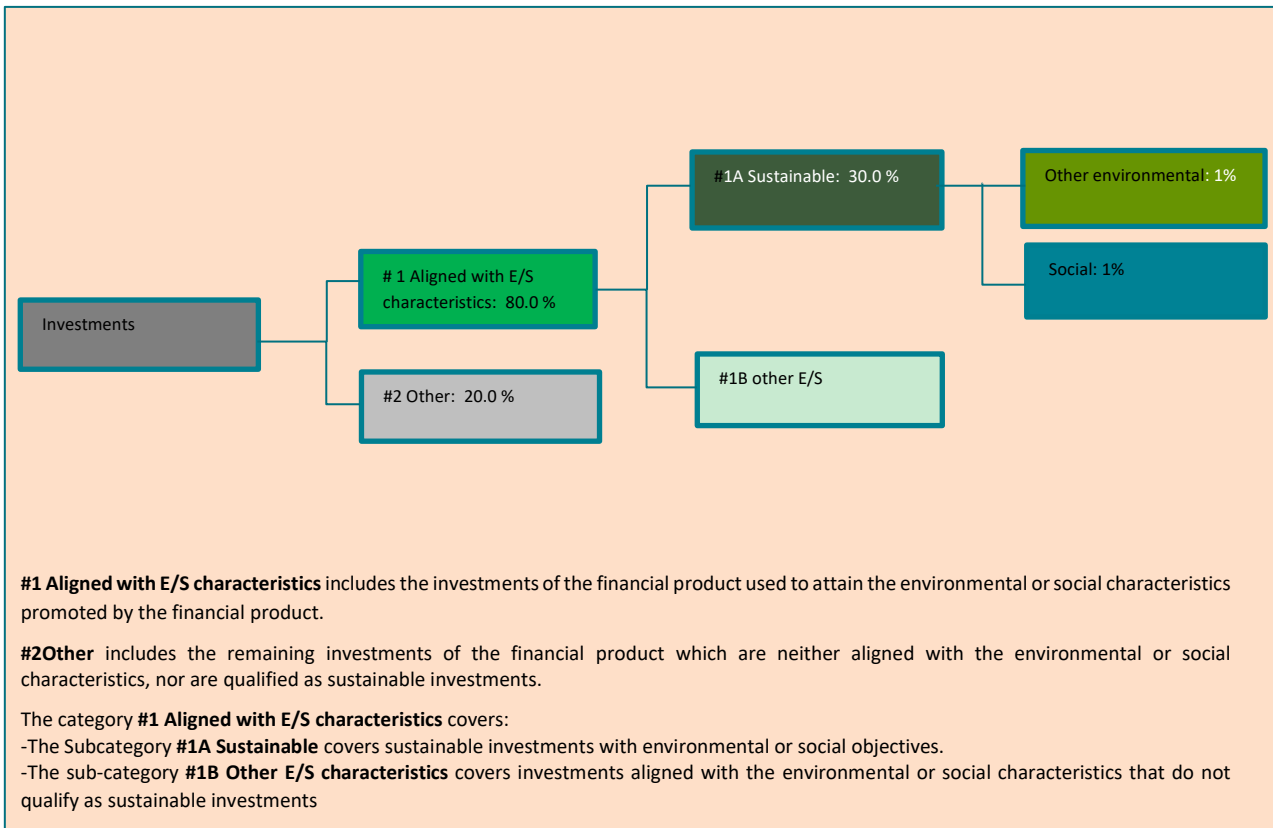 #1A Sustainable: 30.0 %
Other environmental: 1%
# 1 Aligned with E/S
characteristics: 80.0 %
Social: 1%
Investments
#2 Other: 20.0 %
#1B other E/S
#1 Aligned with E/S characteristics includes the investments of the financial product used to attain the environmental or social characteristics
promoted by the financial product.
#2Other includes the remaining investments of the financial product which are neither aligned with the environmental or social
characteristics, nor are qualified as sustainable investments.
The category #1 Aligned with E/S characteristics covers:
-The Subcategory #1A Sustainable covers sustainable investments with environmental or social objectives.
-The sub-category #1B Other E/S characteristics covers investments aligned with the environmental or social characteristics that do not
qualify as sustainable investments